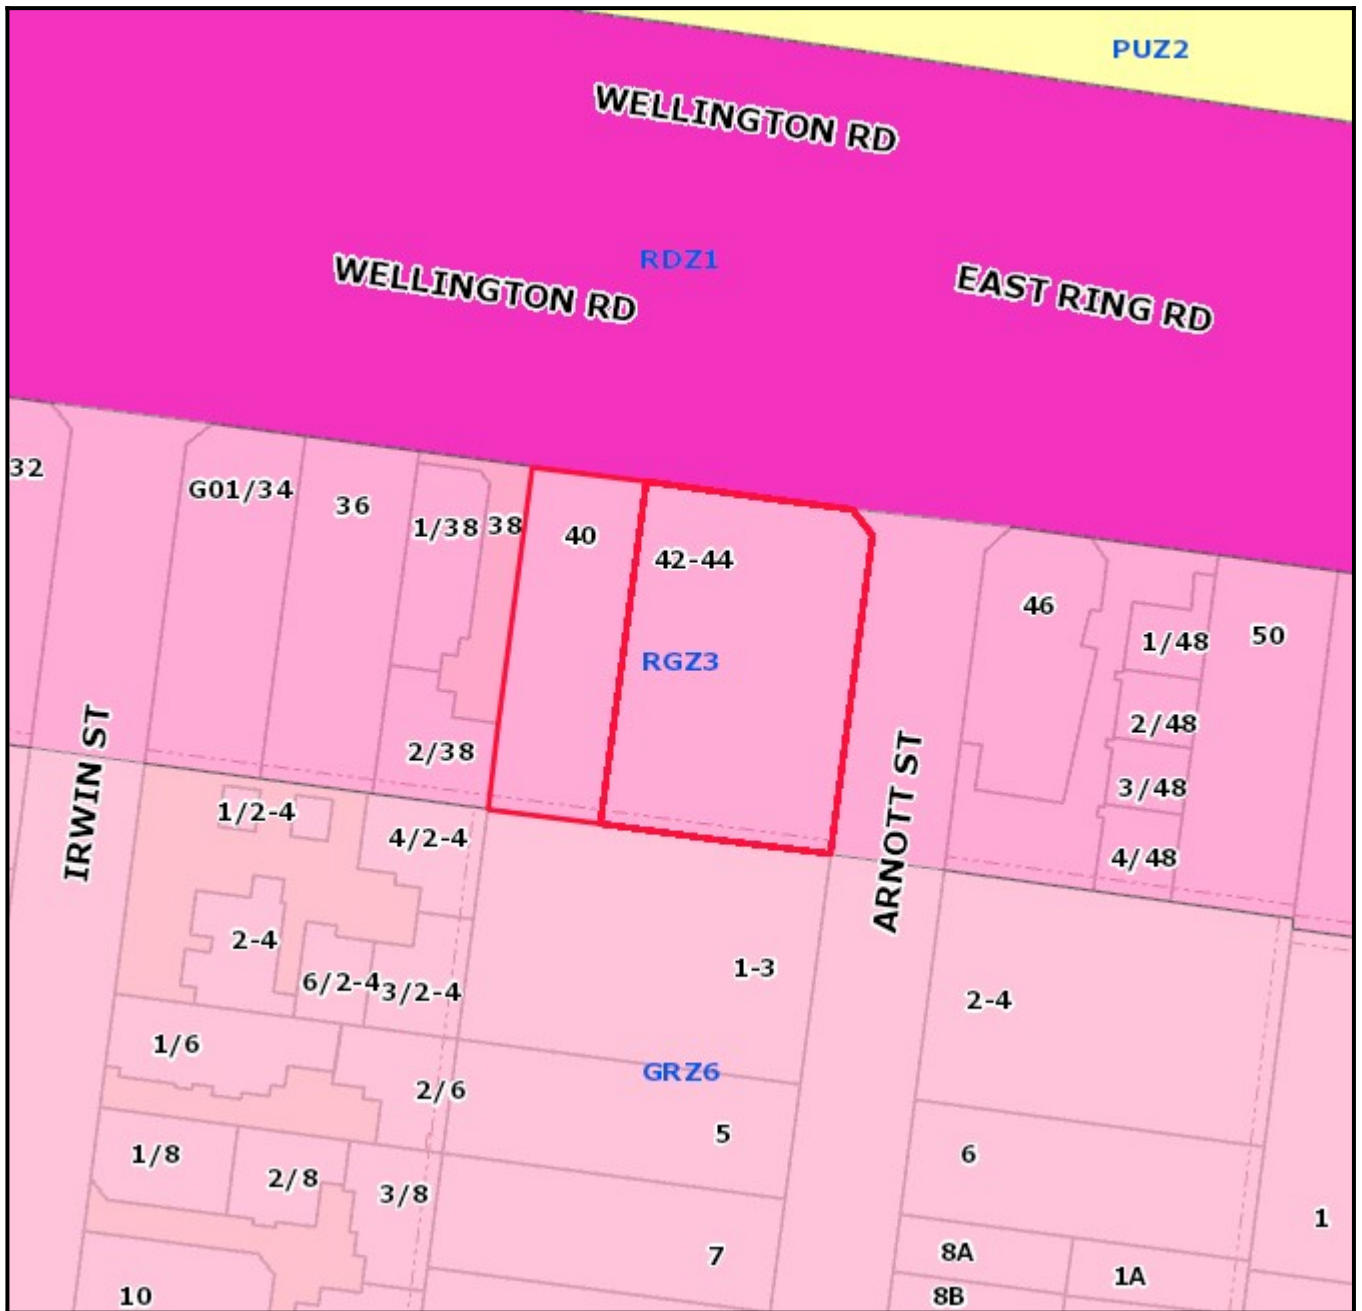 PUZ2
WELLINGTON RD
RDZ1
WELLINGTON RD
EAST RING RD
32
G01/34
36
1/38
38
40
42-44
46
1/48
50
RGZ3
2/48
2/38
3/48
IRWIN ST
ARNOTT ST
1/2-4
4/2-4
4/48
2-4
6/2-4
3/2-4
1-3
2-4
1/6
2/6
GRZ6
5
6
1/8
2/8
3/8
7
1
8A
1A
10
8B